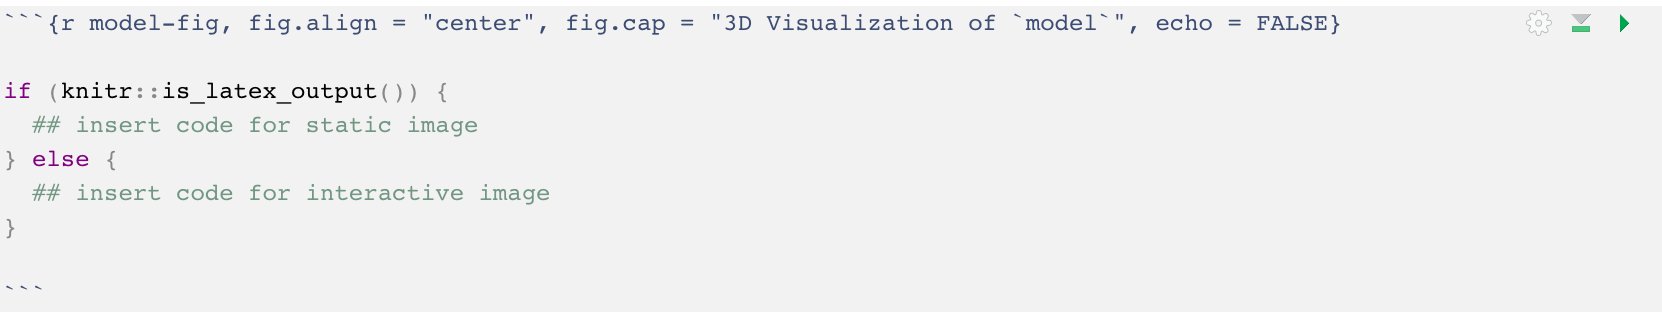 ```{r model-fig, fig.align = "center", fig.cap = "3D Visualization of `model`", echo = FALSE}
if (knitr::is_latex_output()) {
  ## insert code for static image
} else {
  ## insert code for interactive image
}
```